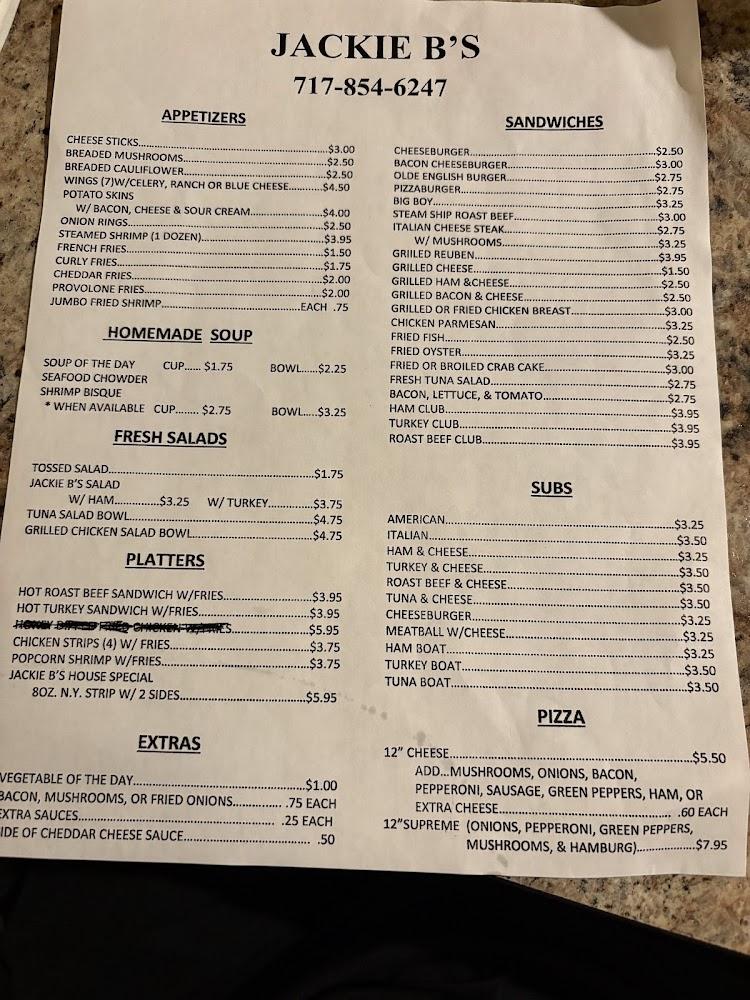 JACKIE B'S
717-854-6247
APPETIZERS
CHEESE STICKS..........$3.00
BREADED MUSHROOMS..........$2.50
BREADED CAULIFLOWER..........$2.50
WINGS (7)W/CELERY, RANCH OR BLUE CHEESE..........$4.50
POTATO SKINS
W/ BACON, CHEESE & SOUR CREAM..........$4.00
ONION RINGS..........$2.50
STEAMED SHRIMP (1 DOZEN)..........$3.95
FRENCH FRIES..........$1.50
CURLY FRIES..........$1.75
CHEDDAR FRIES..........$2.00
PROVOLONE FRIES..........$2.00
JUMBO FRIED SHRIMP..........EACH .75
HOMEMADE SOUP
SOUP OF THE DAY CUP...... $1.75 BOWL.....$2.25
SEAFOOD CHOWDER
SHRIMP BISQUE
* WHEN AVAILABLE CUP........ $2.75 BOWL....$3.25
FRESH SALADS
TOSSED SALAD..........$1.75
JACKIE B'S SALAD
W/ HAM..........$3.25 W/ TURKEY..........$3.75
TUNA SALAD BOWL..........$4.75
GRILLED CHICKEN SALAD BOWL..........$4.75
PLATTERS
HOT ROAST BEEF SANDWICH W/FRIES..........$3.95
HOT TURKEY SANDWICH W/FRIES..........$3.95
HONEY DIPPED FRIED CHICKEN W/FRIES..........$5.95
CHICKEN STRIPS (4) W/ FRIES..........$3.75
POPCORN SHRIMP W/FRIES..........$3.75
JACKIE B'S HOUSE SPECIAL
8OZ. N.Y. STRIP W/ 2 SIDES..........$5.95
EXTRAS
VEGETABLE OF THE DAY..........$1.00
BACON, MUSHROOMS, OR FRIED ONIONS.......... .75 EACH
EXTRA SAUCES.......... .25 EACH
IDE OF CHEDDAR CHEESE SAUCE.......... .50
SANDWICHES
CHEESEBURGER..........$2.50
BACON CHEESEBURGER..........$3.00
OLDE ENGLISH BURGER..........$2.75
PIZZABURGER..........$2.75
BIG BOY..........$3.25
STEAM SHIP ROAST BEEF..........$3.00
ITALIAN CHEESE STEAK..........$2.75
W/ MUSHROOMS..........$3.25
GRIILED REUBEN..........$3.95
GRILLED CHEESE..........$1.50
GRILLED HAM &CHEESE..........$2.50
GRILLED BACON & CHEESE..........$2.50
GRILLED OR FRIED CHICKEN BREAST..........$3.00
CHICKEN PARMESAN..........$3.25
FRIED FISH..........$2.50
FRIED OYSTER..........$3.25
FRIED OR BROILED CRAB CAKE..........$3.00
FRESH TUNA SALAD..........$2.75
BACON, LETTUCE, & TOMATO..........$2.75
HAM CLUB..........$3.95
TURKEY CLUB..........$3.95
ROAST BEEF CLUB..........$3.95
SUBS
AMERICAN..........$3.25
ITALIAN..........$3.50
HAM & CHEESE..........$3.25
TURKEY & CHEESE..........$3.50
ROAST BEEF & CHEESE..........$3.50
TUNA & CHEESE..........$3.50
CHEESEBURGER..........$3.25
MEATBALL W/CHEESE..........$3.25
HAM BOAT..........$3.25
TURKEY BOAT..........$3.50
TUNA BOAT..........$3.50
PIZZA
12" CHEESE..........$5.50
ADD...MUSHROOMS, ONIONS, BACON,
PEPPERONI, SAUSAGE, GREEN PEPPERS, HAM, OR
EXTRA CHEESE.......... .60 EACH
12"SUPREME (ONIONS, PEPPERONI, GREEN PEPPERS,
MUSHROOMS, & HAMBURG)..........$7.95